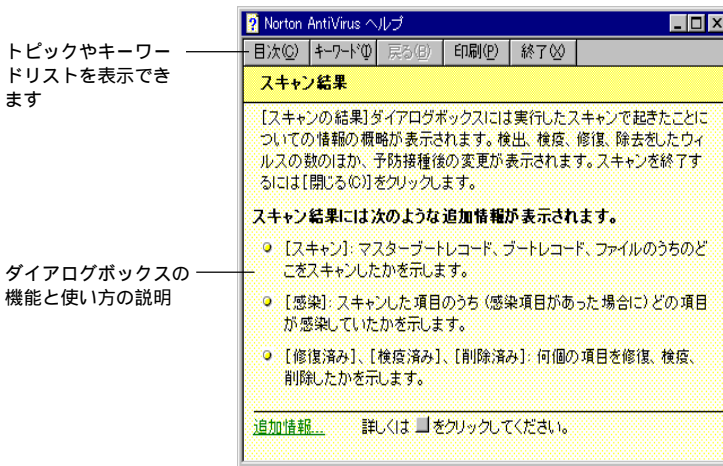 Norton AntiVirus ヘルプ
目次(C) キーワード(I) 戻る(B) 印刷(P) 終了(X)
トピックやキーワー
ドリストを表示でき
ます
スキャン結果
[スキャンの結果]ダイアログボックスには実行したスキャンで起きたことに
ついての情報の概略が表示されます。検出、検疫、修復、除去をしたウィ
ルスの数のほか、予防接種後の変更が表示されます。スキャンを終了す
るには[閉じる(C)]をクリックします。
スキャン結果には次のような追加情報が表示されます。
[スキャン]: マスターブートレコード、ブートレコード、ファイルのうちのど
こをスキャンしたかを示します。
ダイアログボックスの
機能と使い方の説明
[感染]: スキャンした項目のうち (感染項目があった場合に) どの項目
が感染していたかを示します。
[修復済み]、[検疫済み]、[削除済み]: 何個の項目を修復、検疫、
削除したかを示します。
追加情報... 詳しくは をクリックしてください。